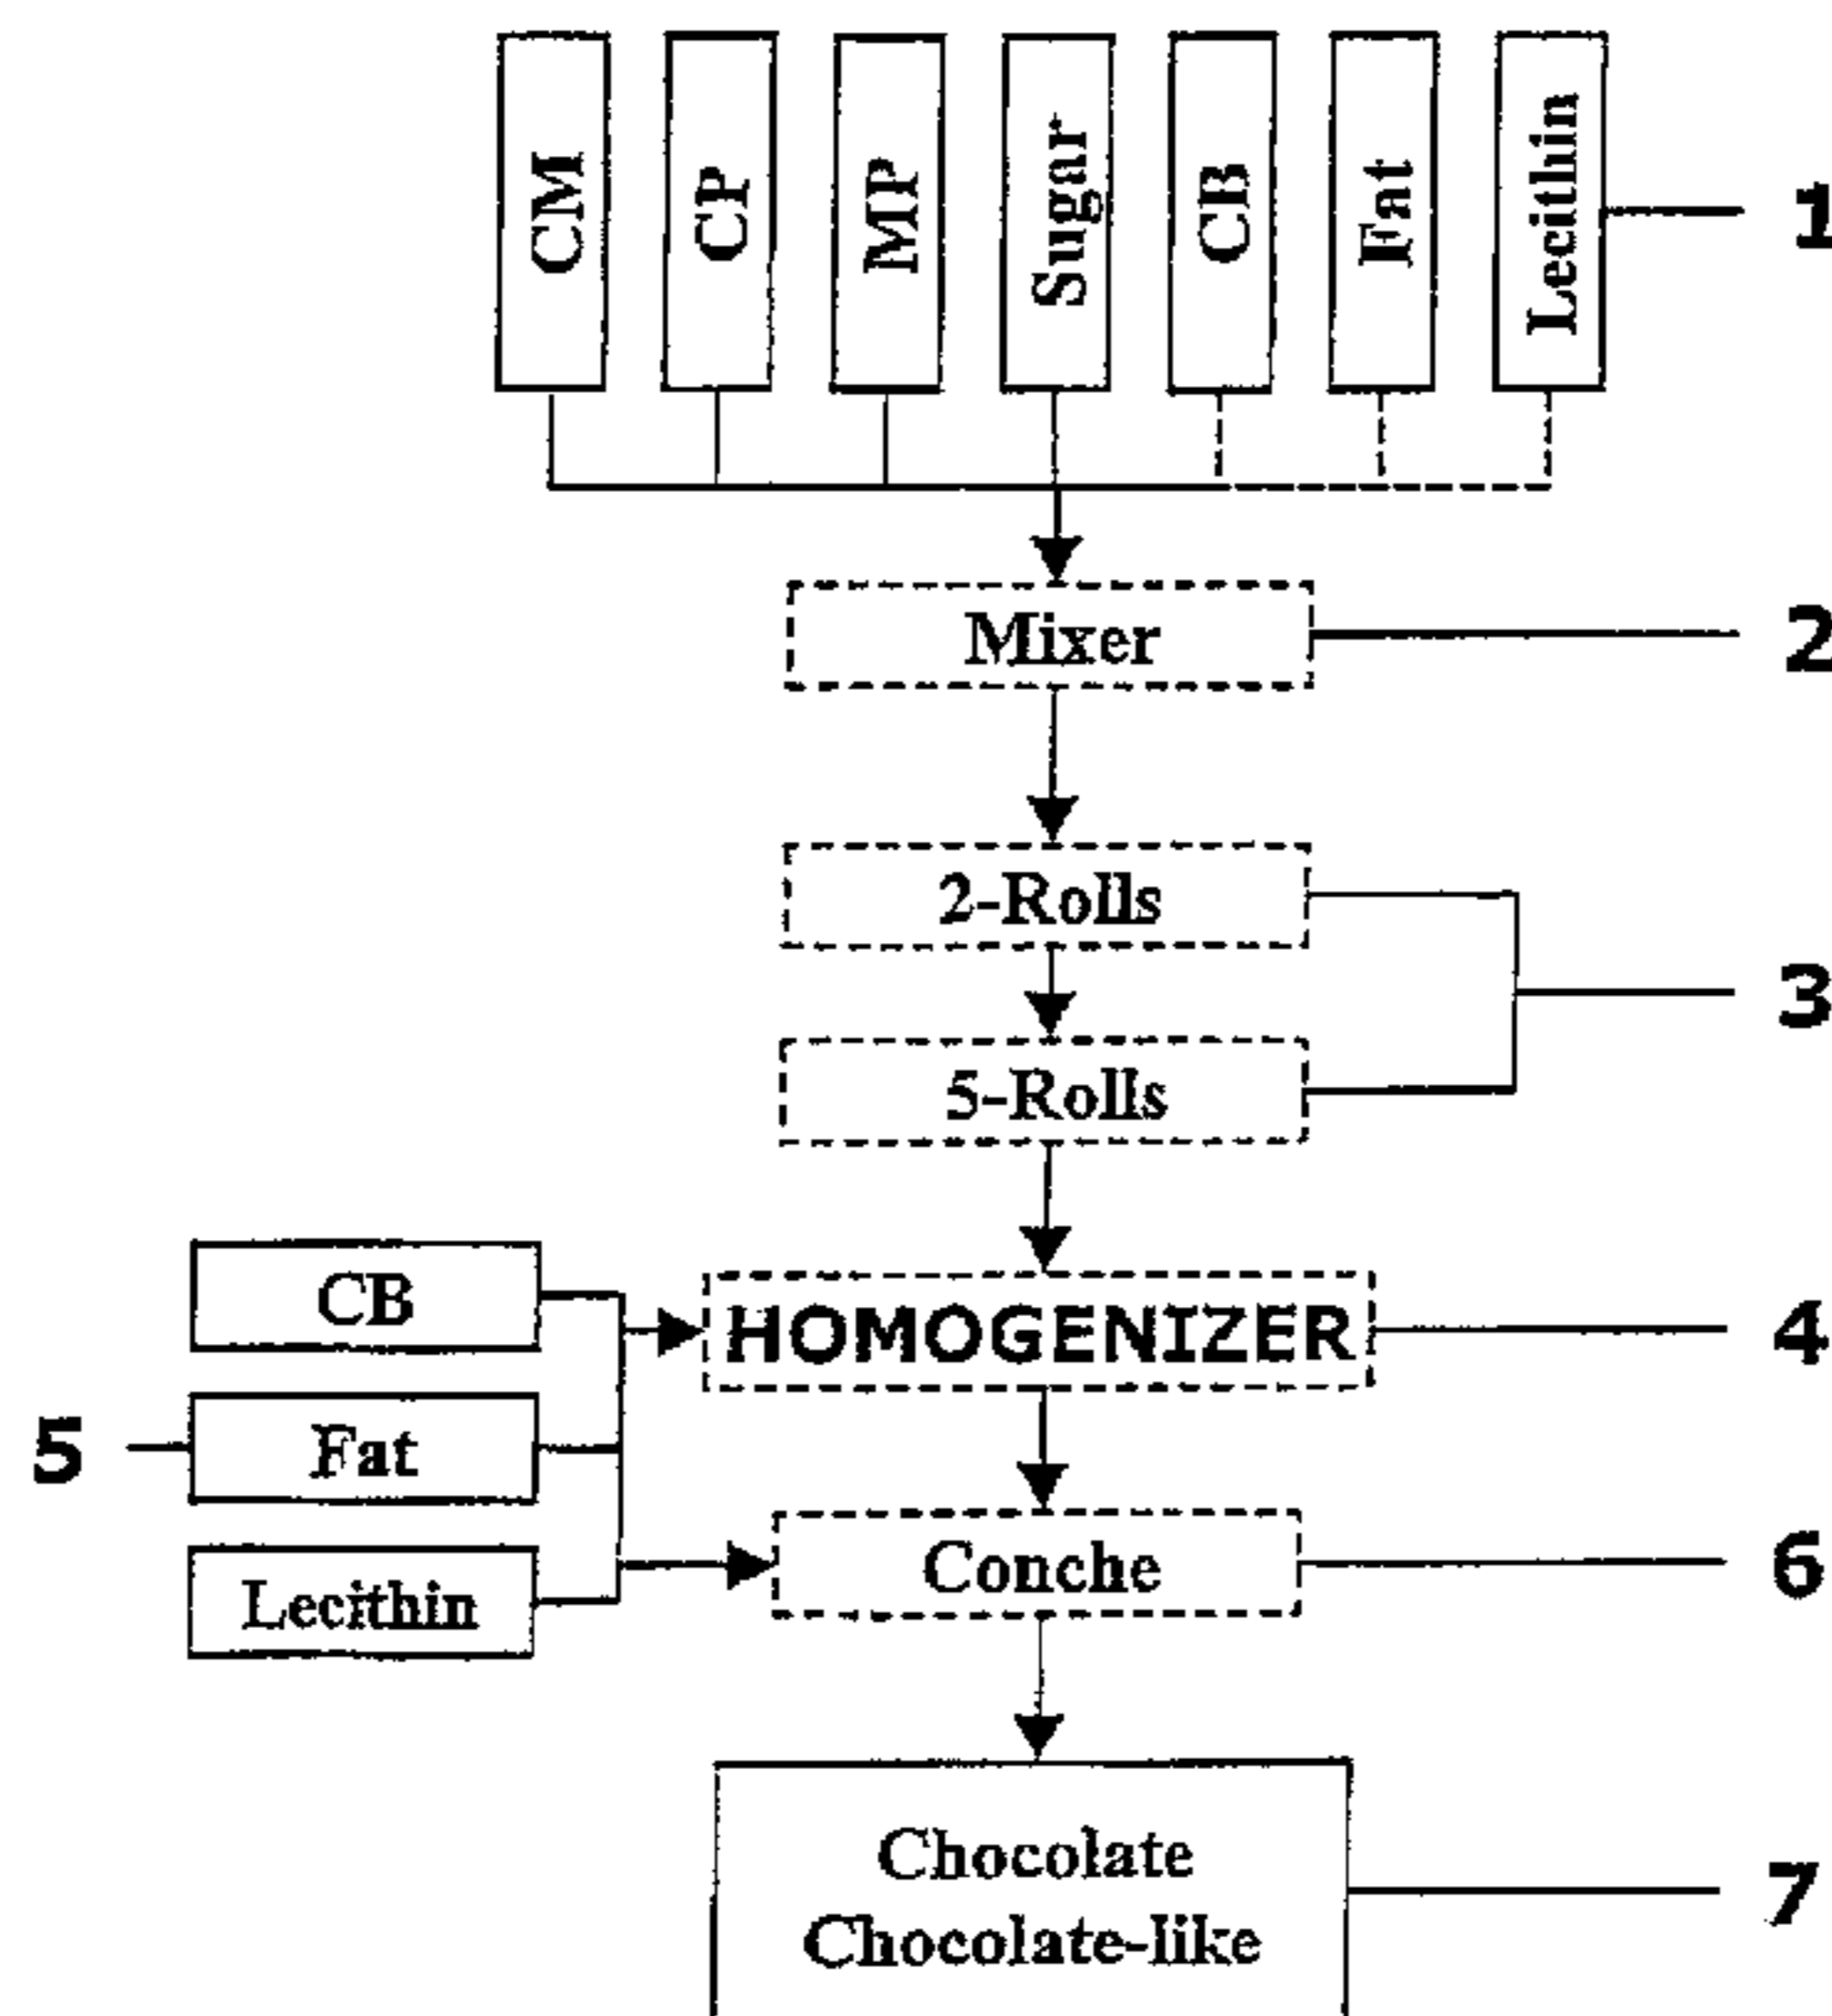 CM
CP
MP
Sugar
CB
Fat
Lecithin
1
Mixer
2
2-Rolls
3
5-Rolls
CB
HOMOGENIZER
4
5
Fat
Conche
6
Lecithin
Chocolate
Chocolate-like
7